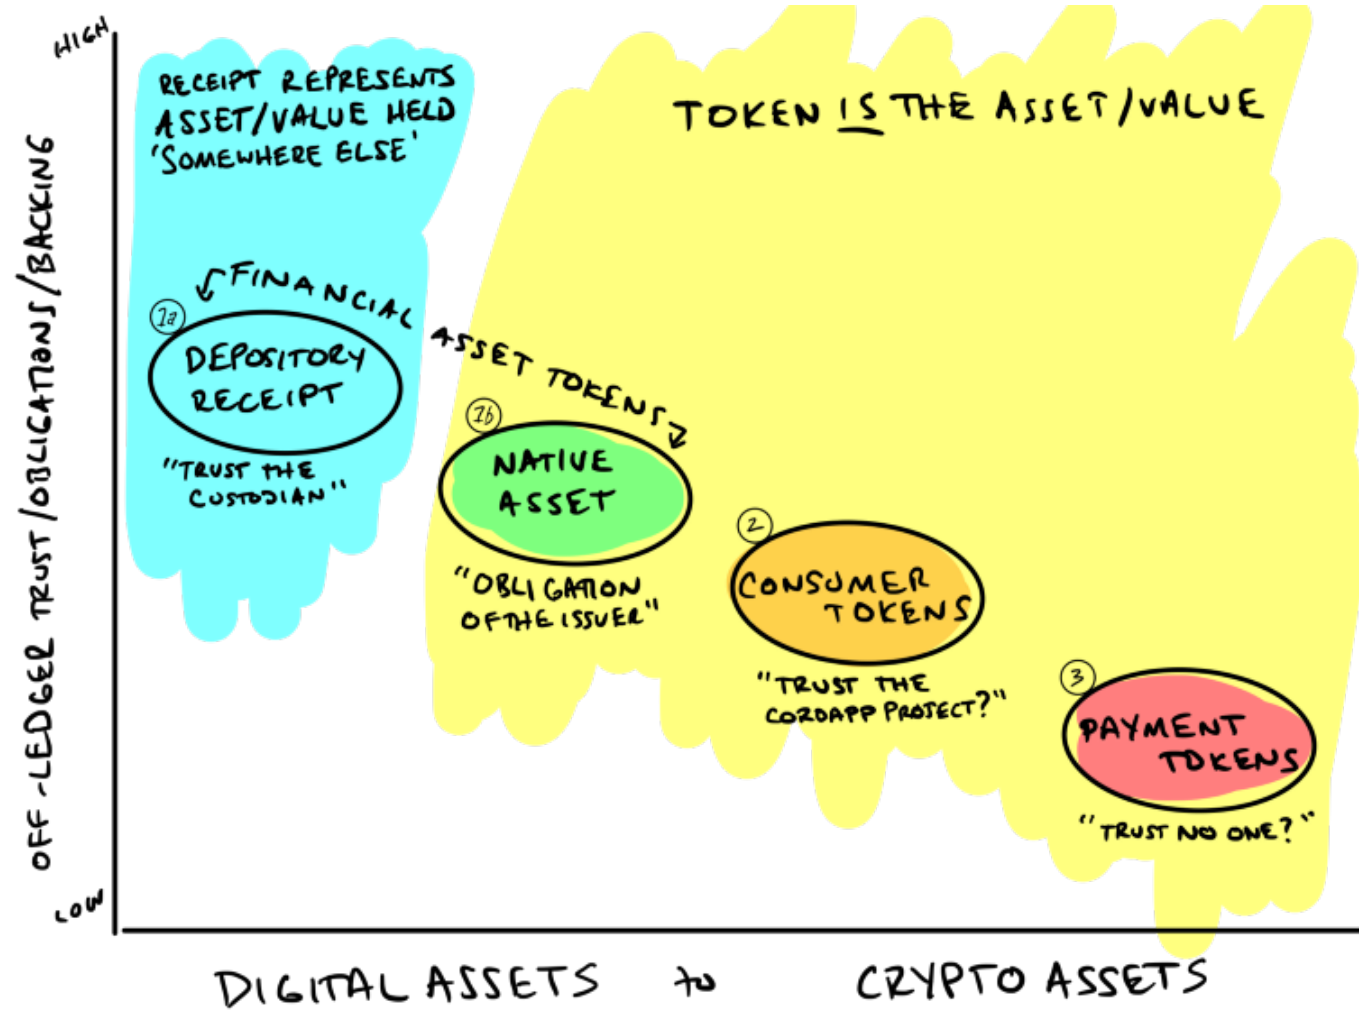 HIGH
RECEIPT REPRESENTS
ASSET/VALUE HELD
'SOMEWHERE ELSE'
TOKEN IS THE ASSET/VALUE
OFF-LEDGER TRUST/OBLIGATIONS/BACKING
FINANCIAL ASSET TOKENS
1a
DEPOSITORY
RECEIPT
"TRUST THE
CUSTODIAN"
1b
NATIVE
ASSET
"OBLIGATION
OF THE ISSUER"
2
CONSUMER
TOKENS
"TRUST THE
CORDAPP PROJECT?"
3
PAYMENT
TOKENS
"TRUST NO ONE?"
LOW
DIGITAL ASSETS to CRYPTO ASSETS